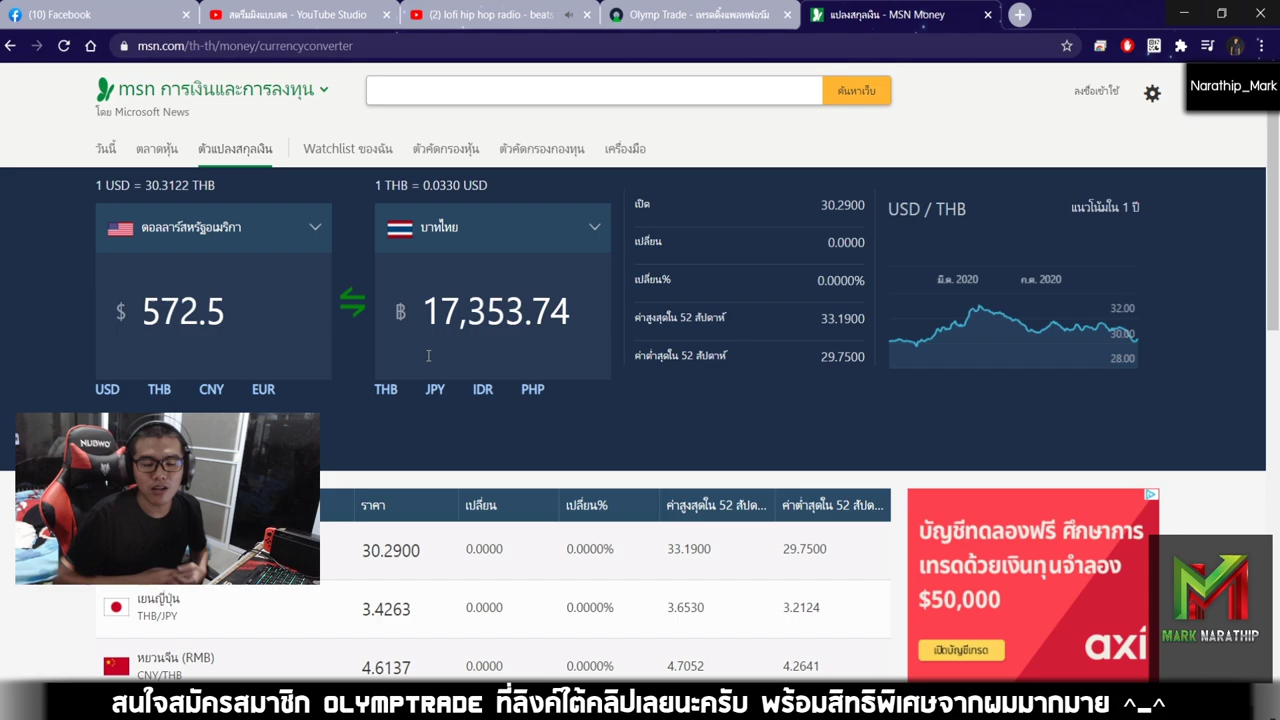 (10) Facebook
สตรีมมิงแบบสด - YouTube Studio
(2) lofi hip hop radio - beats
Olymp Trade - เทรดดิ้งแพลทฟอร์ม
แปลงสกุลเงิน - MSN Money
msn.com/th-th/money/currencyconverter
msn การเงินและการลงทุน
โดย Microsoft News
ค้นหาเว็บ
ลงชื่อเข้าใช้
Narathip_Mark
วันนี้ ตลาดหุ้น ตัวแปลงสกุลเงิน Watchlist ของฉัน ตัวคัดกรองหุ้น ตัวคัดกรองกองทุน เครื่องมือ
1 USD = 30.3122 THB
1 THB = 0.0330 USD
ดอลลาร์สหรัฐอเมริกา
บาทไทย
$ 572.5
฿ 17,353.74
USD THB CNY EUR
THB JPY IDR PHP
เปิด 30.2900
เปลี่ยน 0.0000
เปลี่ยน% 0.0000%
ค่าสูงสุดใน 52 สัปดาห์ 33.1900
ค่าต่ำสุดใน 52 สัปดาห์ 29.7500
USD / THB
แนวโน้มใน 1 ปี
มี.ค. 2020 ก.ค. 2020
32.00
30.00
28.00
ราคา เปลี่ยน เปลี่ยน% ค่าสูงสุดใน 52 สัปด... ค่าต่ำสุดใน 52 สัปด...
30.2900 0.0000 0.0000% 33.1900 29.7500
เยนญี่ปุ่น
THB/JPY
3.4263 0.0000 0.0000% 3.6530 3.2124
หยวนจีน (RMB)
CNY/THB
4.6137 0.0000 0.0000% 4.7052 4.2641
บัญชีทดลองฟรี ศึกษาการ
เทรดด้วยเงินทุนจำลอง
$50,000
เปิดบัญชีเทรด
axi
NUBWO
MARK NARATHIP
สนใจสมัครสมาชิก OLYMPTRADE ที่ลิงค์ใต้คลิปเลยนะครับ พร้อมสิทธิพิเศษจากผมมากมาย ^_^